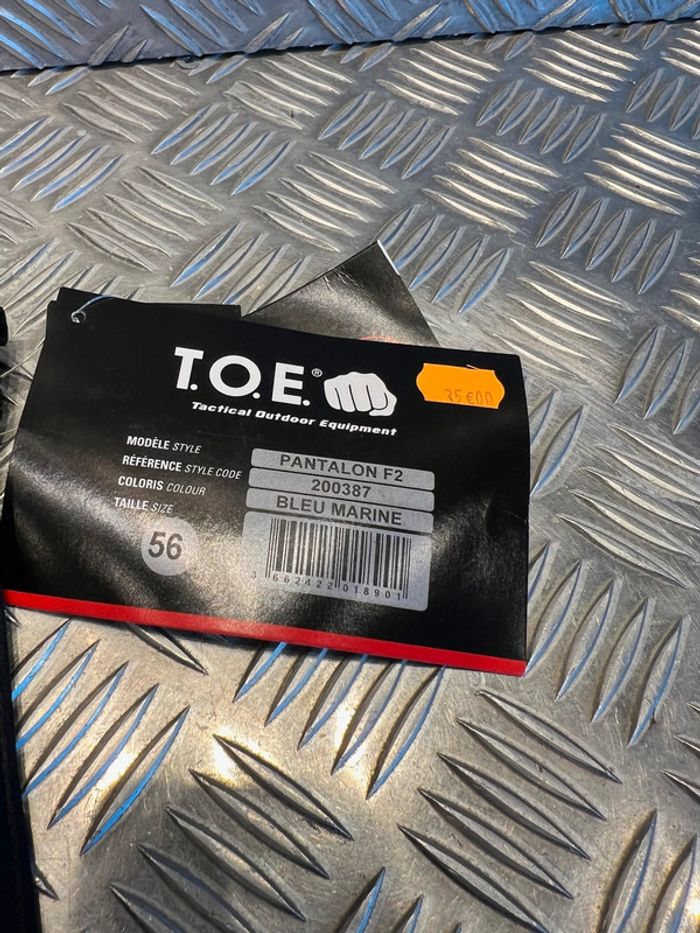 T.O.E.®
Tactical Outdoor Equipment
35€00
MODÈLE STYLE
PANTALON F2
RÉFÉRENCE STYLE CODE
200387
COLORIS COLOUR
BLEU MARINE
TAILLE SIZE
56
3 662422 018901